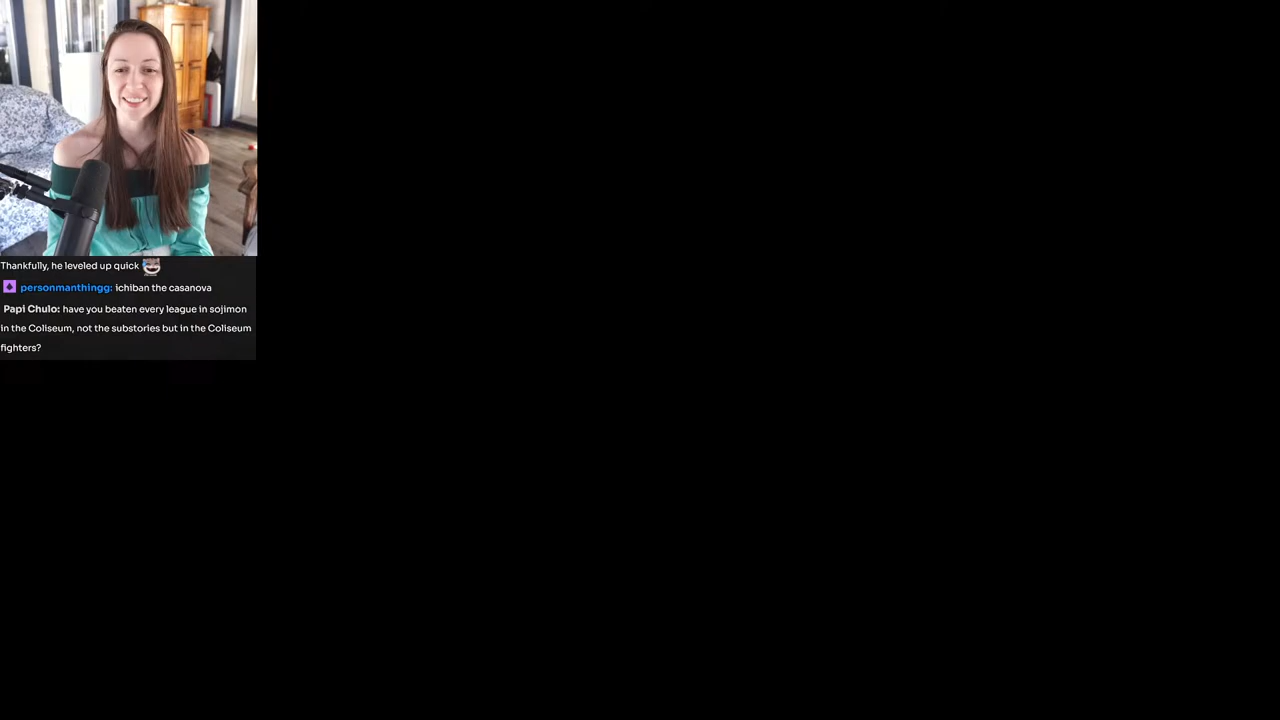 Thankfully, he leveled up quick
personmanthingg: ichiban the casanova
Papi Chulo: have you beaten every league in sojimon
in the Coliseum, not the substories but in the Coliseum
fighters?